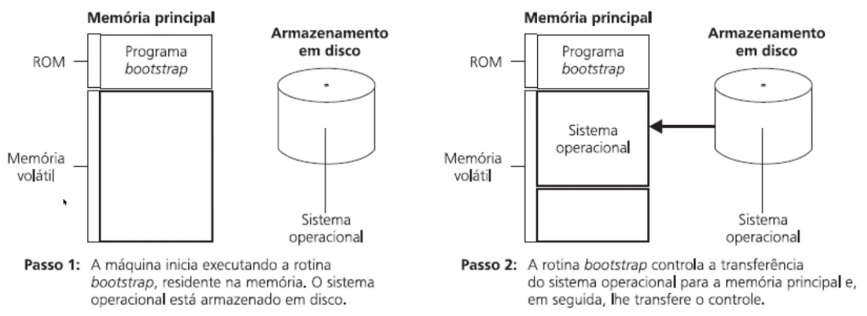 Memória principal
Armazenamento
em disco
ROM
Programa
bootstrap
Memória
volátil
Sistema
operacional
Passo 1: A máquina inicia executando a rotina
bootstrap, residente na memória. O sistema
operacional está armazenado em disco.
Memória principal
Armazenamento
em disco
ROM
Programa
bootstrap
Sistema
operacional
Memória
volátil
Sistema
operacional
Passo 2: A rotina bootstrap controla a transferência
do sistema operacional para a memória principal e,
em seguida, lhe transfere o controle.